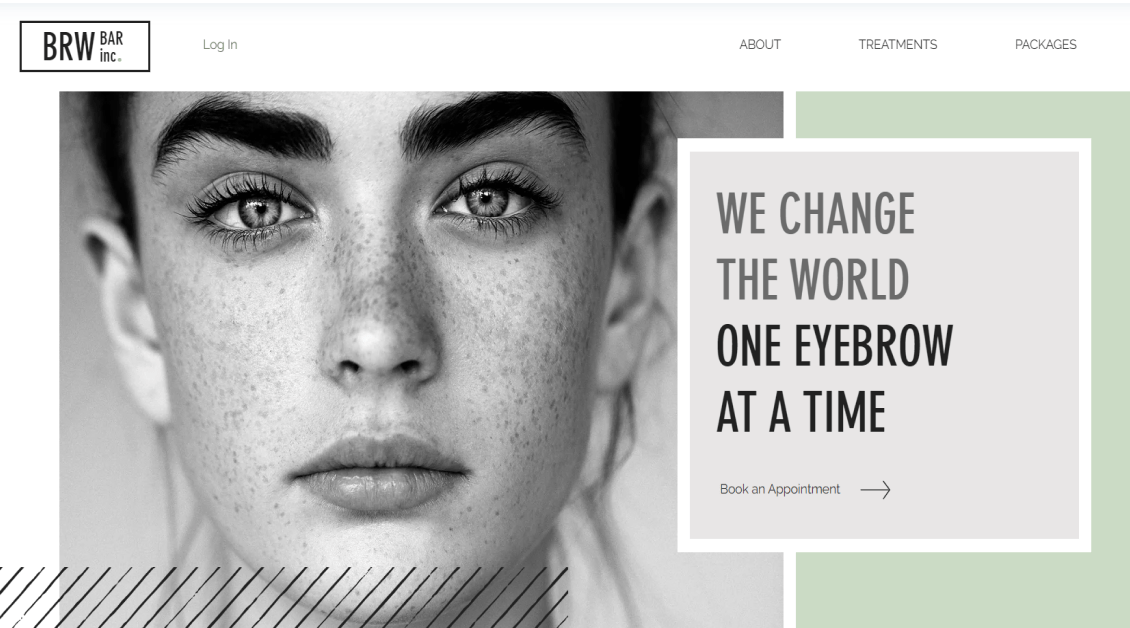 BRW BAR
inc.
Log In
ABOUT
TREATMENTS
PACKAGES
WE CHANGE
THE WORLD
ONE EYEBROW
AT A TIME
Book an Appointment